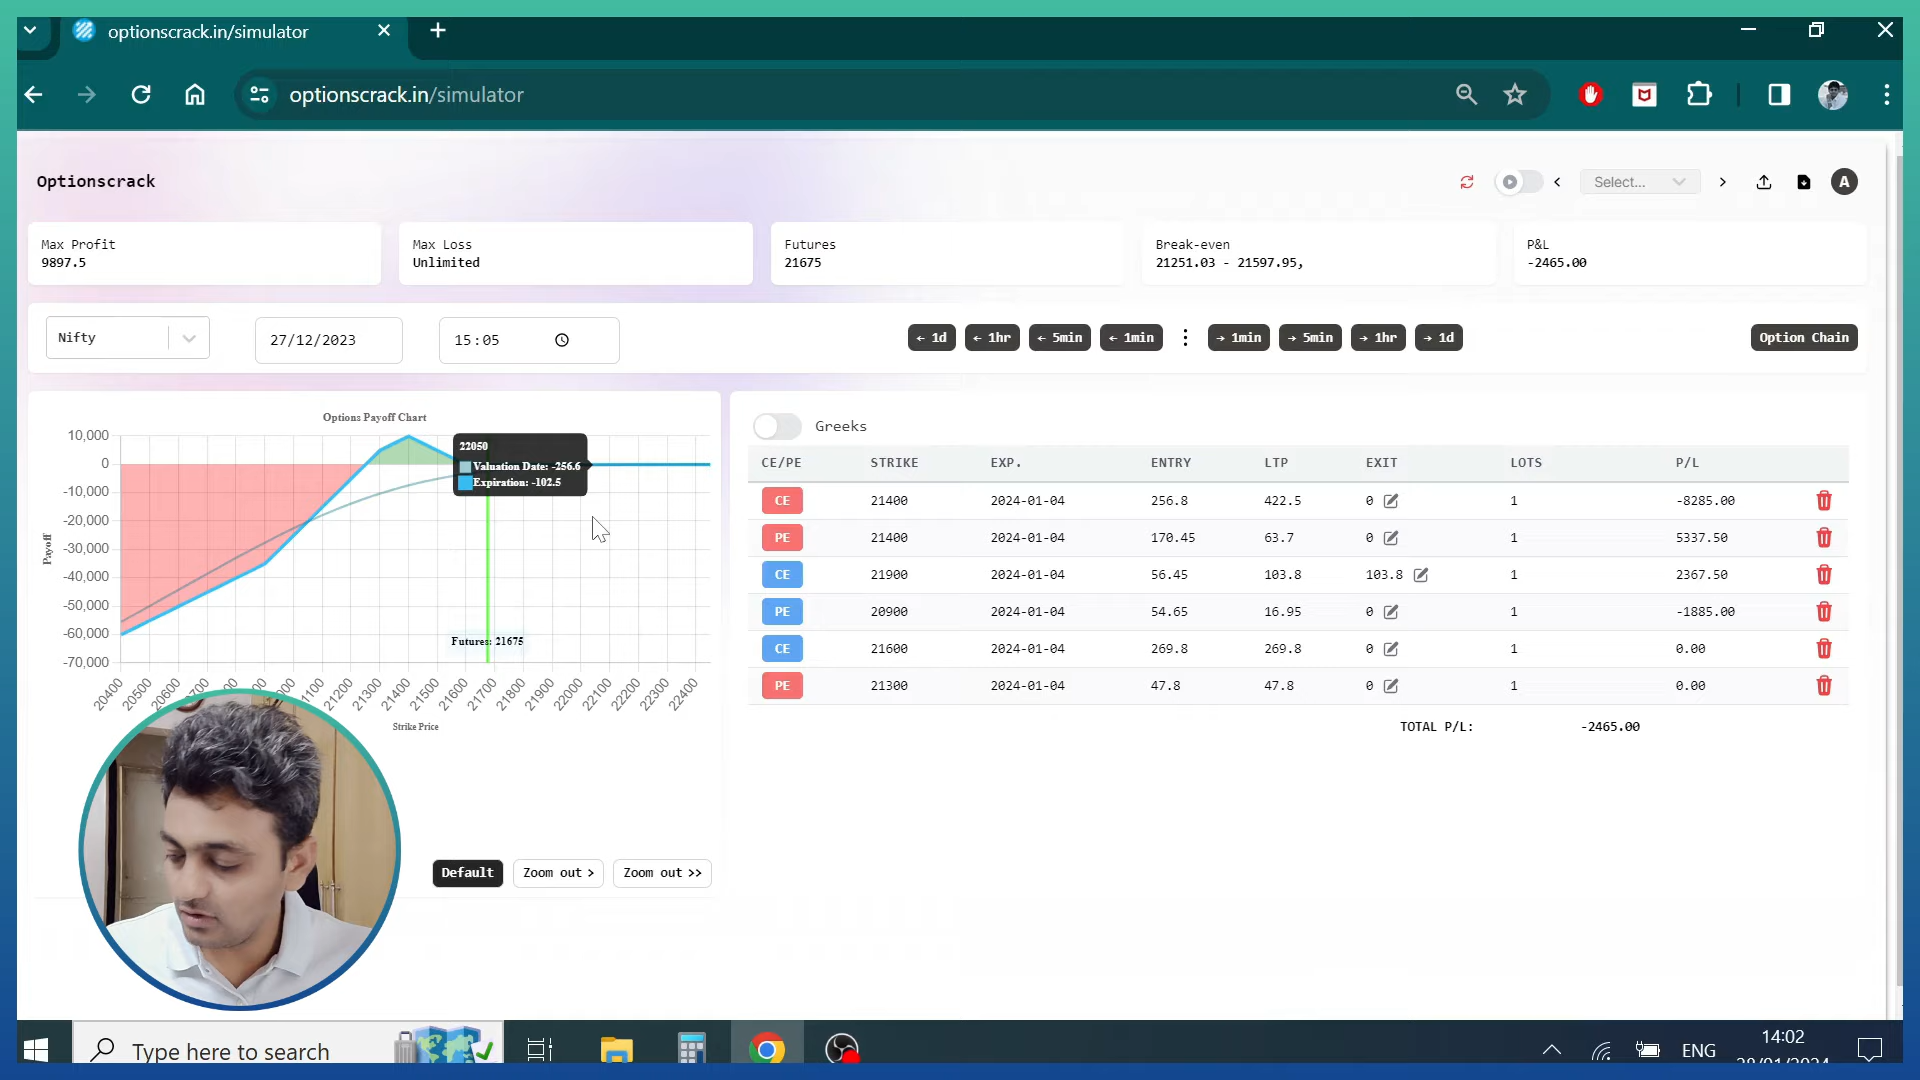 optionscrack.in/simulator
optionscrack.in/simulator
Optionscrack
Select...
A
Max Profit
9897.5
Max Loss
Unlimited
Futures
21675
Break-even
21251.03 - 21597.95,
P&L
-2465.00
Nifty
27/12/2023
15:05
← 1d
← 1hr
← 5min
← 1min
→ 1min
→ 5min
→ 1hr
→ 1d
Option Chain
Options Payoff Chart
10,000
0
-10,000
-20,000
-30,000
-40,000
-50,000
-60,000
-70,000
Payoff
22050
Valuation Date: -256.6
Expiration: -102.5
Futures: 21675
20400 20500 20600 21100 21200 21300 21400 21500 21600 21700 21800 21900 22000 22100 22200 22300 22400
Strike Price
Default
Zoom out >
Zoom out >>
Greeks
CE/PE STRIKE EXP. ENTRY LTP EXIT LOTS P/L
CE 21400 2024-01-04 256.8 422.5 0 1 -8285.00
PE 21400 2024-01-04 170.45 63.7 0 1 5337.50
CE 21900 2024-01-04 56.45 103.8 103.8 1 2367.50
PE 20900 2024-01-04 54.65 16.95 0 1 -1885.00
CE 21600 2024-01-04 269.8 269.8 0 1 0.00
PE 21300 2024-01-04 47.8 47.8 0 1 0.00
TOTAL P/L: -2465.00
Type here to search
ENG
14:02